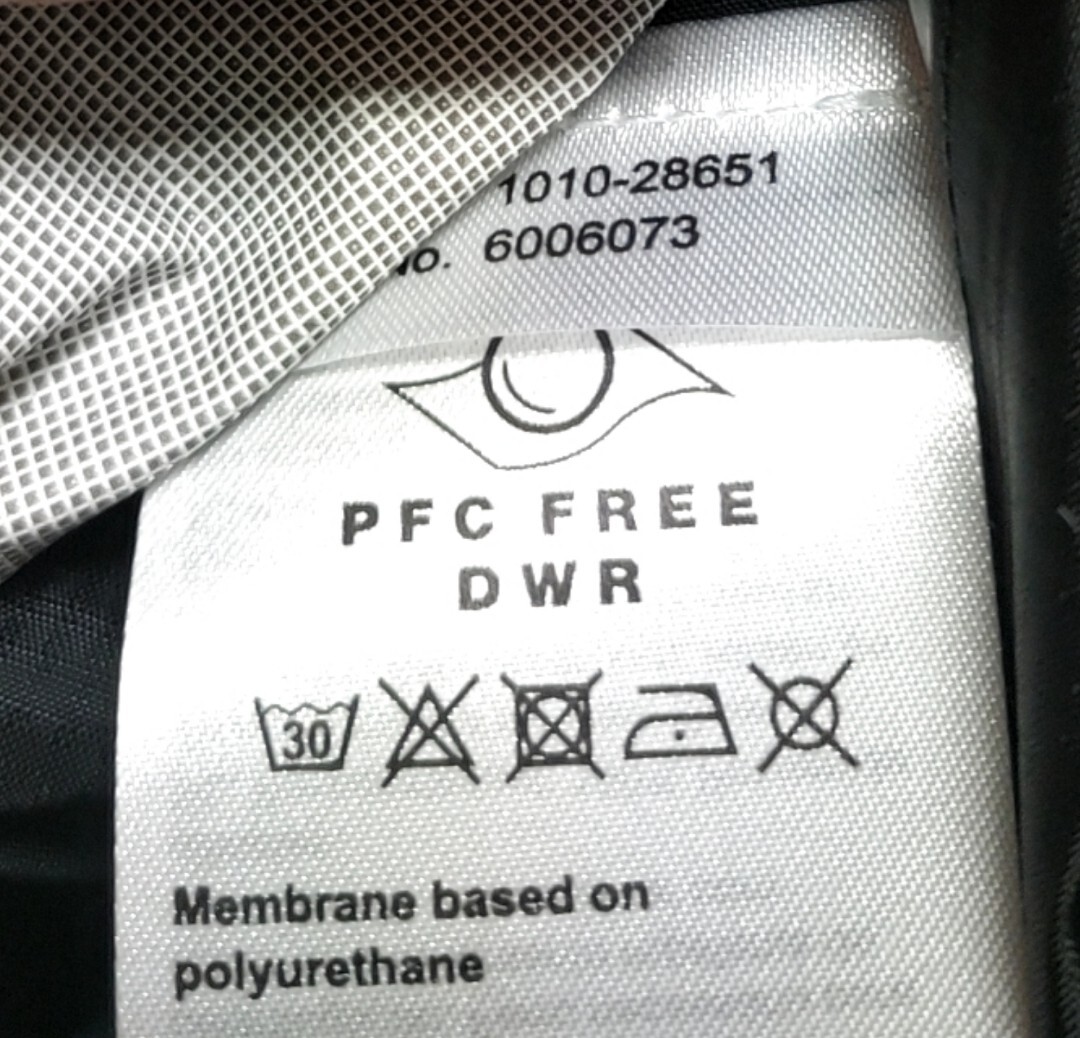 1010-28651
6006073
PFC FREE
DWR
30
Membrane based on
polyurethane